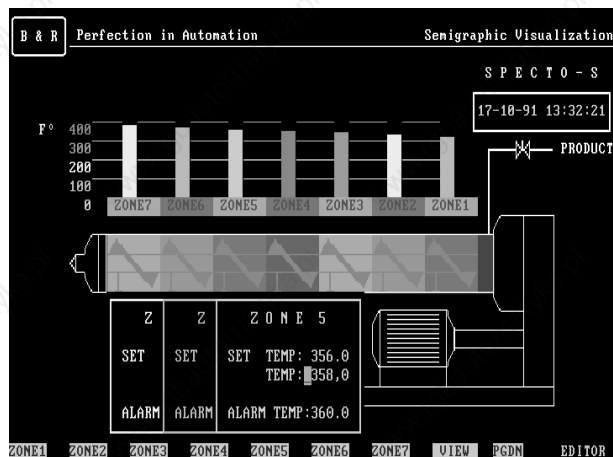 B & R Perfection in Automation Semigraphic Visualization
S P E C T O - S
17-10-91 13:32:21
F° 400
300
200
100
0
ZONE7 ZONE6 ZONE5 ZONE4 ZONE3 ZONE2 ZONE1
PRODUCT
Z Z Z O N E 5
SET SET SET TEMP: 356.0
TEMP: 358,0
ALARM ALARM ALARM TEMP:360.0
ZONE1 ZONE2 ZONE3 ZONE4 ZONE5 ZONE6 ZONE7 VIEW PGDN EDITOR